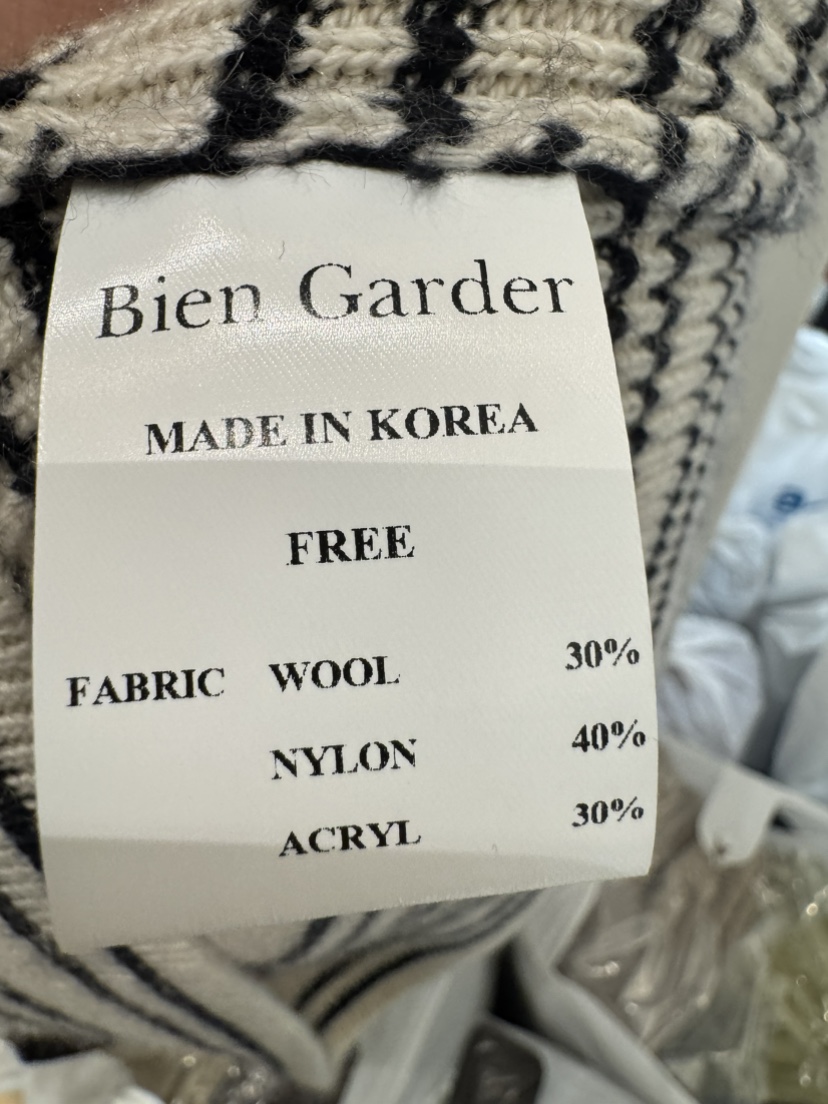 Bien Garder
MADE IN KOREA
FREE
FABRIC WOOL 30%
NYLON 40%
ACRYL 30%